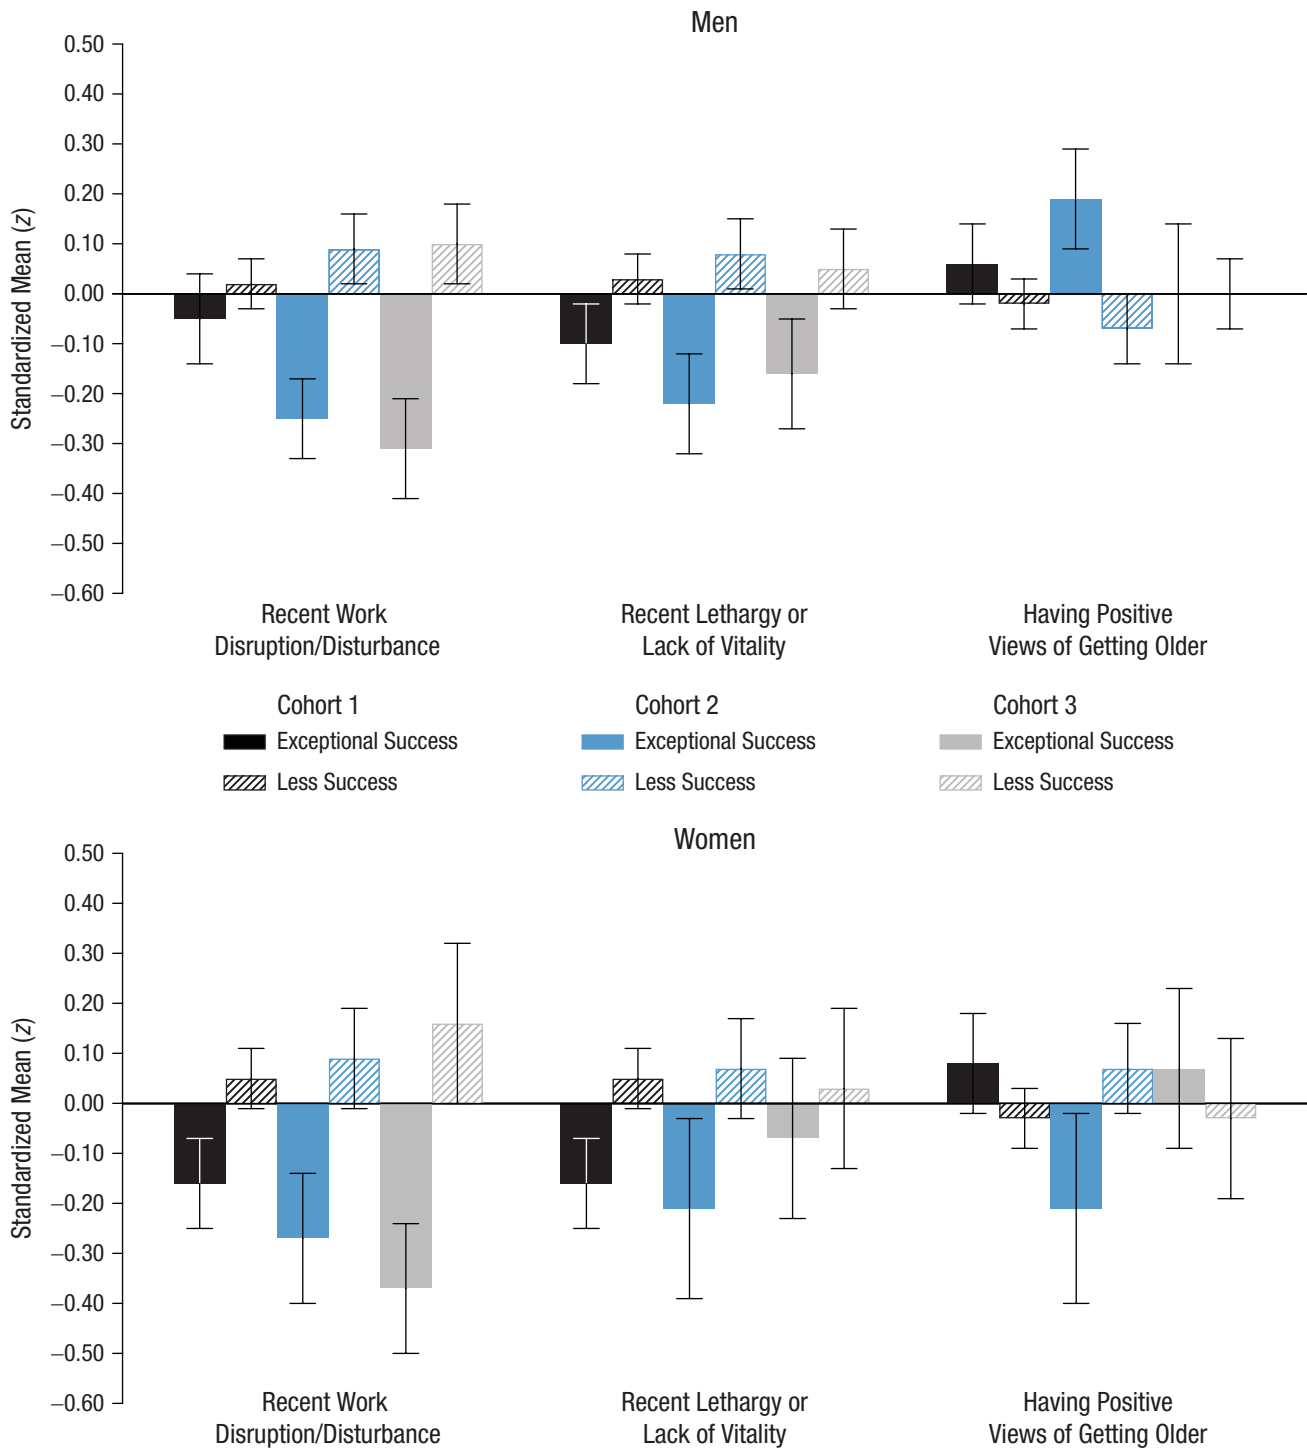 Men
Standardized Mean (z)
0.50
0.40
0.30
0.20
0.10
0.00
−0.10
−0.20
−0.30
−0.40
−0.50
−0.60
Recent Work
Disruption/Disturbance
Recent Lethargy or
Lack of Vitality
Having Positive
Views of Getting Older
Cohort 1
Exceptional Success
Less Success
Cohort 2
Exceptional Success
Less Success
Cohort 3
Exceptional Success
Less Success
Women
Standardized Mean (z)
0.50
0.40
0.30
0.20
0.10
0.00
−0.10
−0.20
−0.30
−0.40
−0.50
−0.60
Recent Work
Disruption/Disturbance
Recent Lethargy or
Lack of Vitality
Having Positive
Views of Getting Older